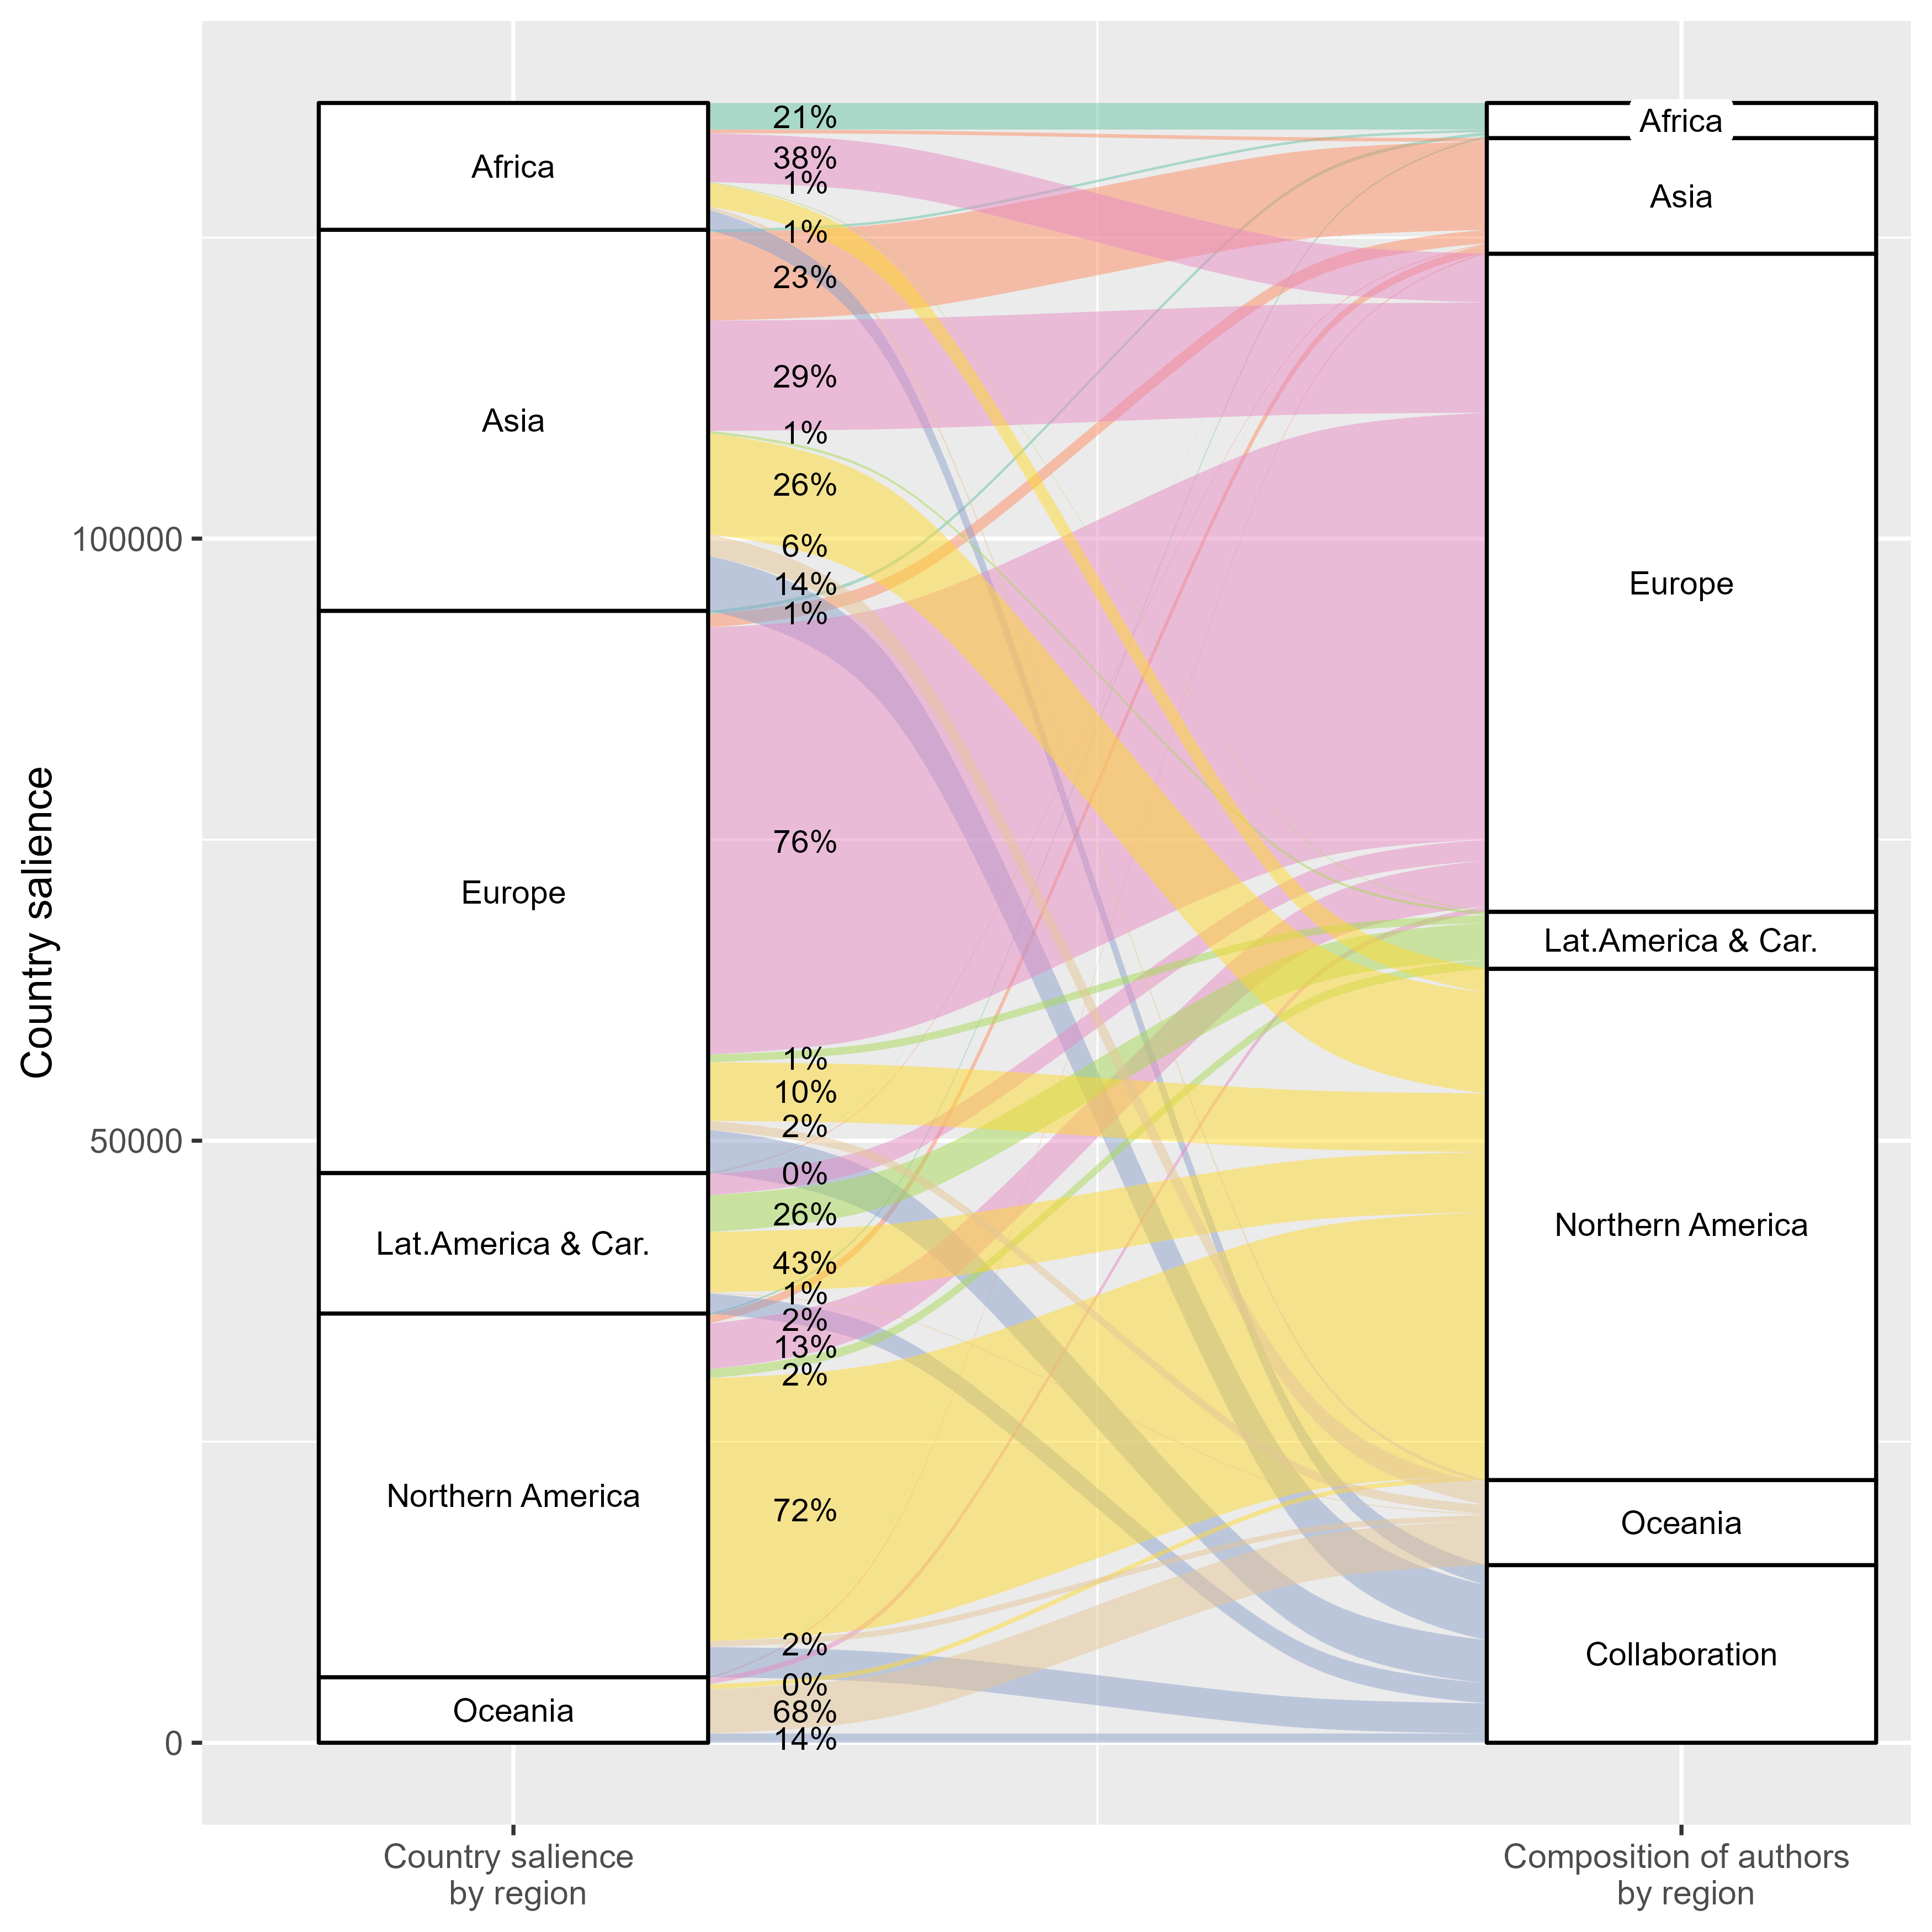 Country salience
100000
50000
0
Africa
Asia
Europe
Lat.America & Car.
Northern America
Oceania
21%
38%
1%
1%
23%
29%
1%
26%
6%
14%
1%
76%
1%
10%
2%
0%
26%
43%
1%
2%
13%
2%
72%
2%
0%
68%
14%
Africa
Asia
Europe
Lat.America & Car.
Northern America
Oceania
Collaboration
Country salience
by region
Composition of authors
by region